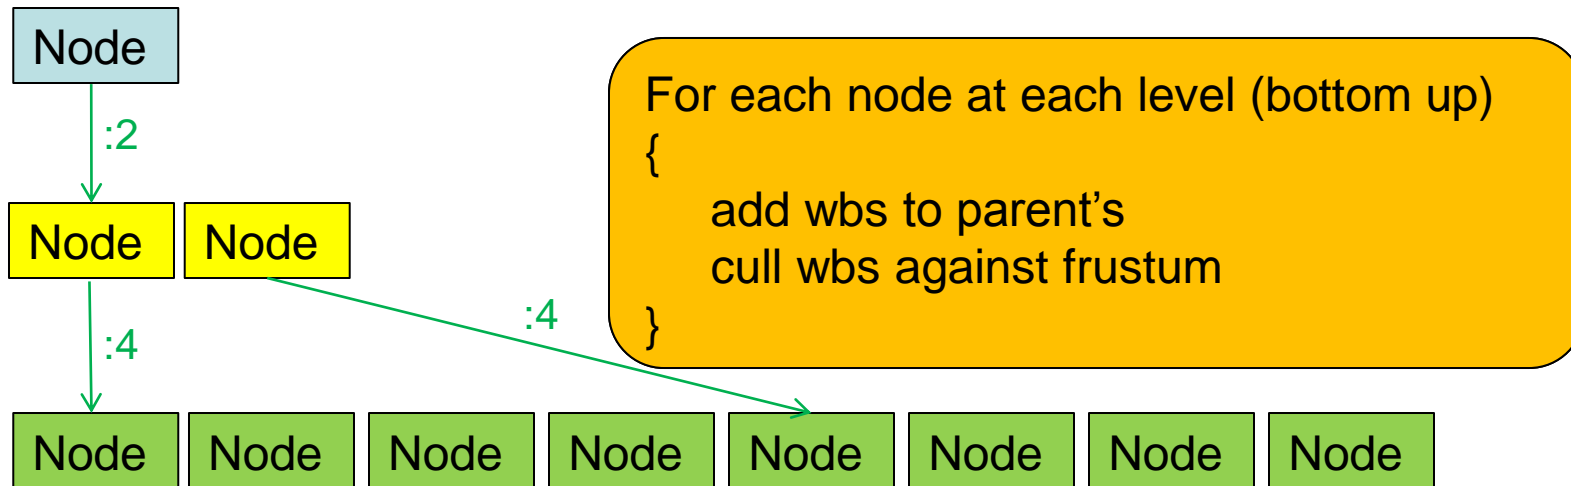 Node
For each node at each level (bottom up)
{
add wbs to parent's
cull wbs against frustum
}
:2
Node Node
:4
:4
Node Node Node Node Node Node Node Node